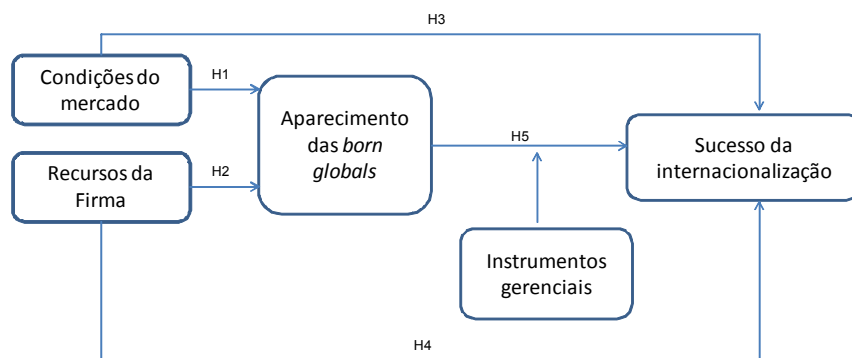 H3
Condições do
mercado
H1
Aparecimento
das born
globals
H5
Sucesso da
internacionalização
Recursos da
Firma
H2
Instrumentos
gerenciais
H4